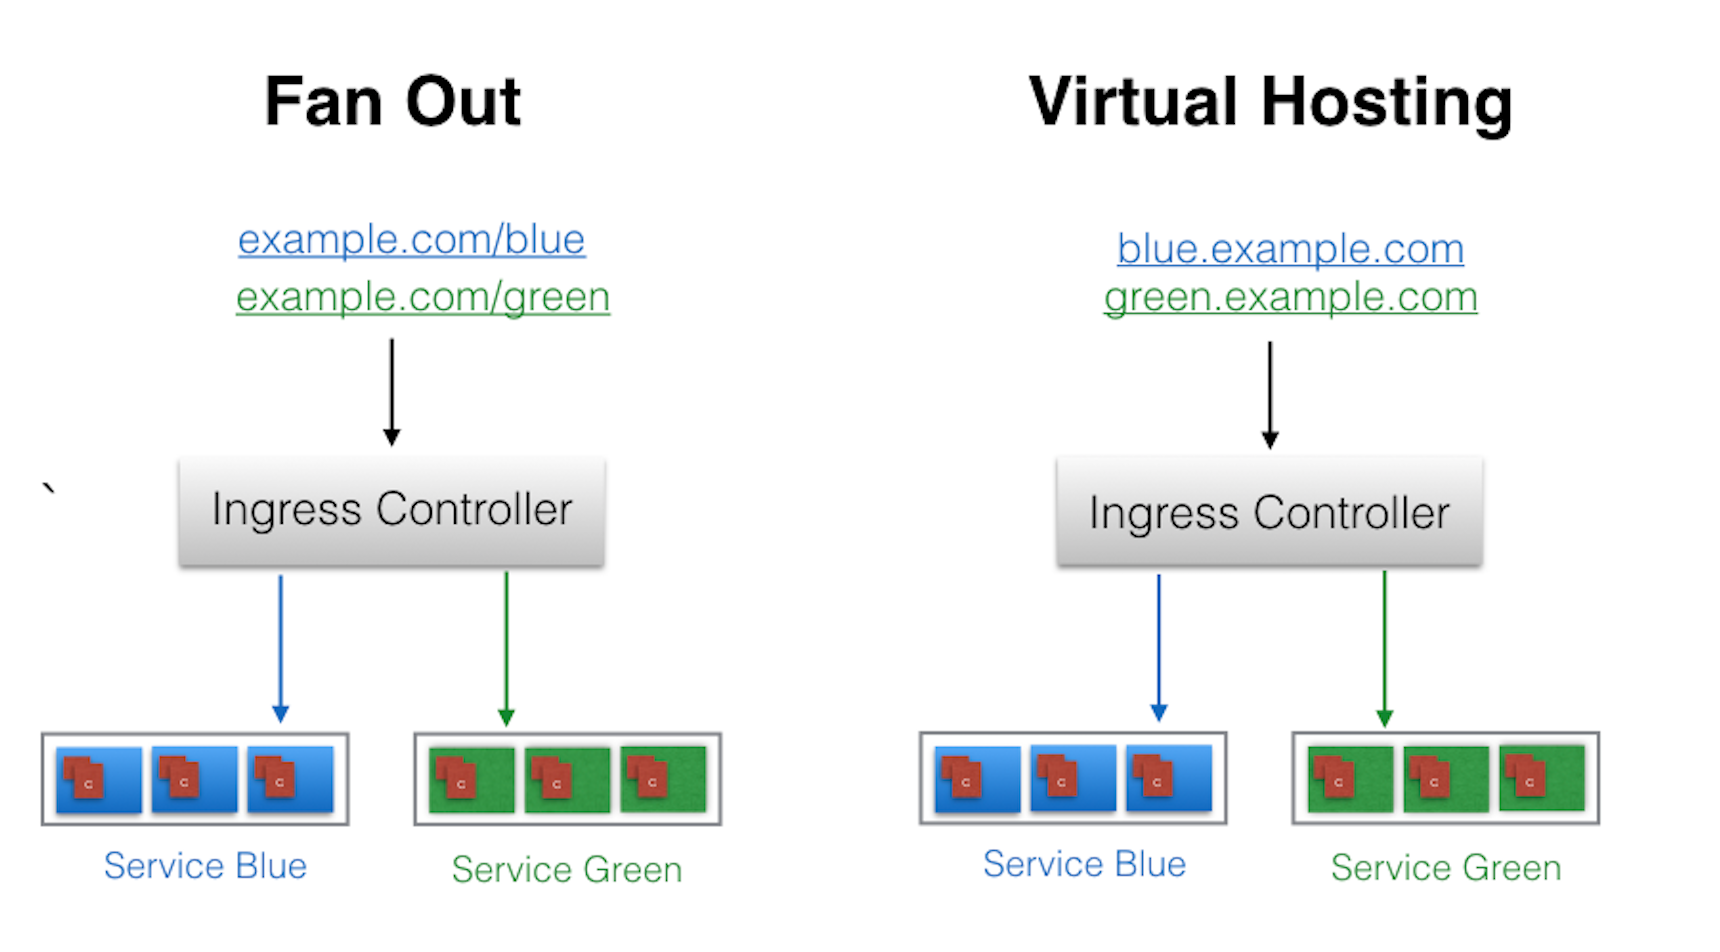 Fan Out
example.com/blue
example.com/green
Ingress Controller
`
C C C
C C C
Service Blue
Service Green
Virtual Hosting
blue.example.com
green.example.com
Ingress Controller
C C C
C C C
Service Blue
Service Green